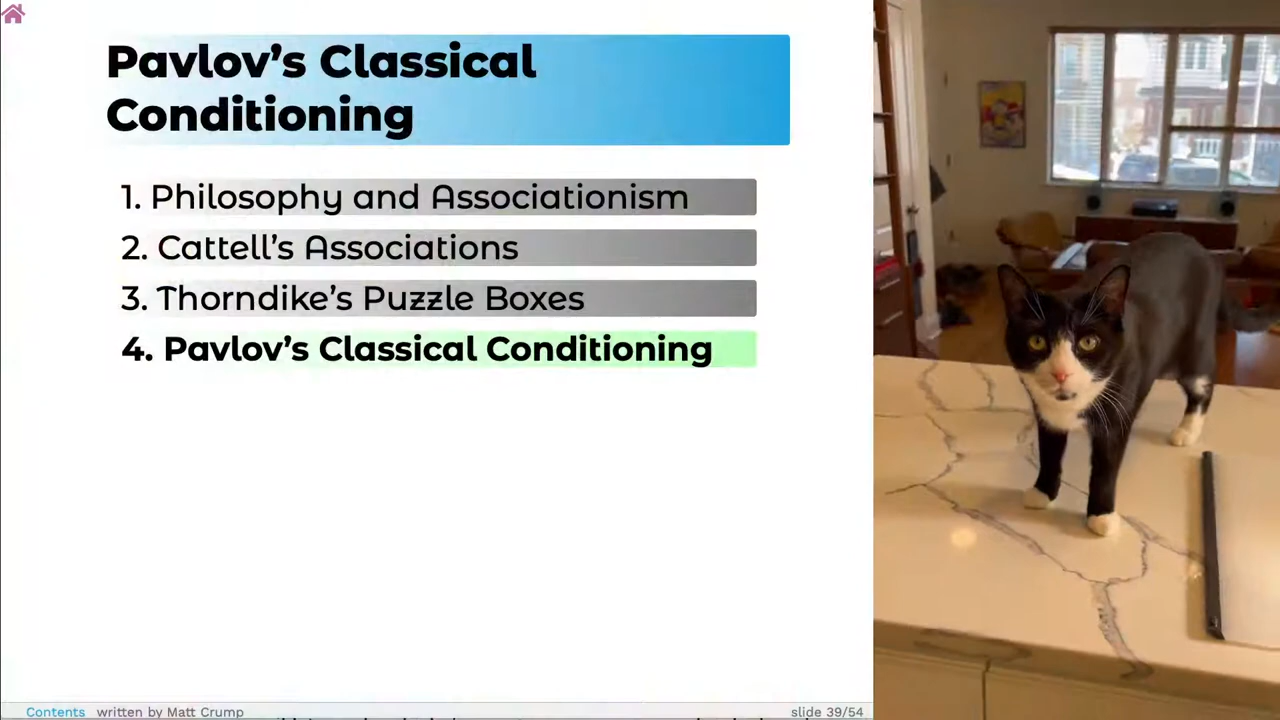 Pavlov's Classical
Conditioning
1. Philosophy and Associationism
2. Cattell's Associations
3. Thorndike's Puzzle Boxes
4. Pavlov's Classical Conditioning
Contents written by Matt Crump
slide 39/54